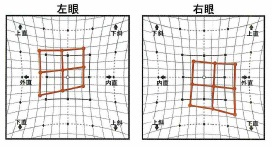 左眼
右眼
上直 下斜
下斜 上直
外直 内直
内直 外直
下直 上斜
上斜 下直